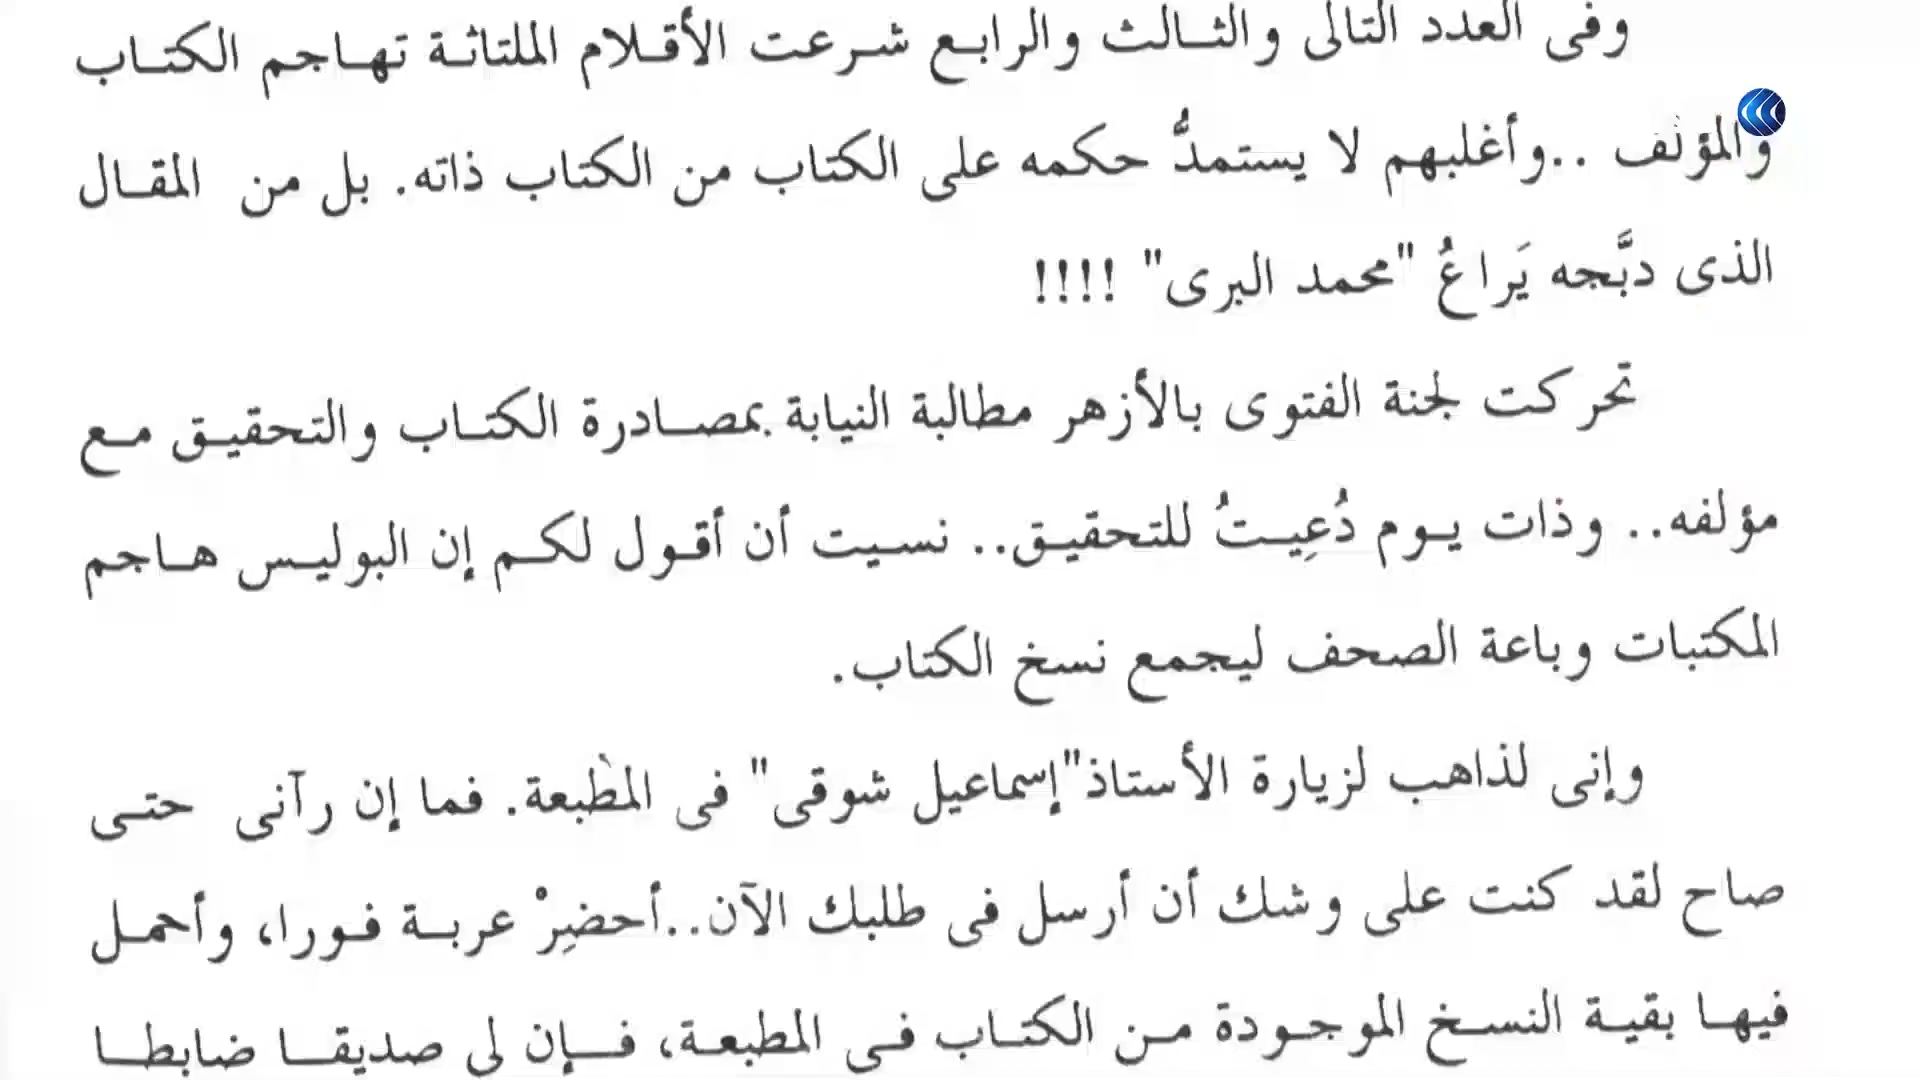 وفى العدد التالى والثالث والرابع شرعت الأقلام الملتاثة تهاجم الكتاب
والمؤلف ..وأغلبهم لا يستمدُّ حكمه على الكتاب من الكتاب ذاته. بل من المقال
الذى دبَّجه يَراعُ "محمد البرى" !!!!
تحركت لجنة الفتوى بالأزهر مطالبة النيابة بمصادرة الكتاب والتحقيق مع
مؤلفه.. وذات يوم دُعِيتُ للتحقيق.. نسيت أن أقول لكم إن البوليس هاجم
المكتبات وباعة الصحف ليجمع نسخ الكتاب.
وإنى لذاهب لزيارة الأستاذ"إسماعيل شوقى" فى المطبعة. فما إن رآنى حتى
صاح لقد كنت على وشك أن أرسل فى طلبك الآن..أحضِرْ عربة فورا، وأحمل
فيها بقية النسخ الموجودة من الكتاب فى المطبعة، فإن لى صديقا ضابطا